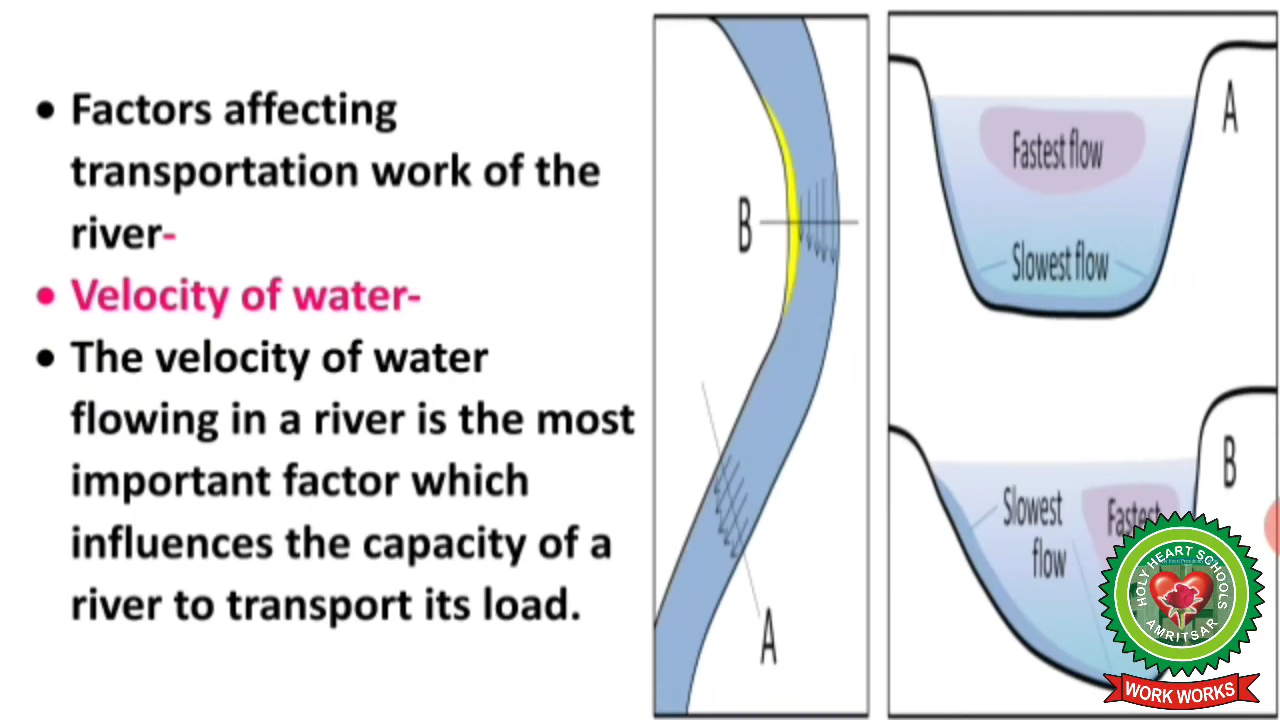 • Factors affecting
transportation work of the
river-
• Velocity of water-
• The velocity of water
flowing in a river is the most
important factor which
influences the capacity of a
river to transport its load.
B
A
A
Fastest flow
Slowest flow
B
Slowest
flow
Fastest
HOLY HEART SCHOOLS
AMRITSAR
WORK WORKS